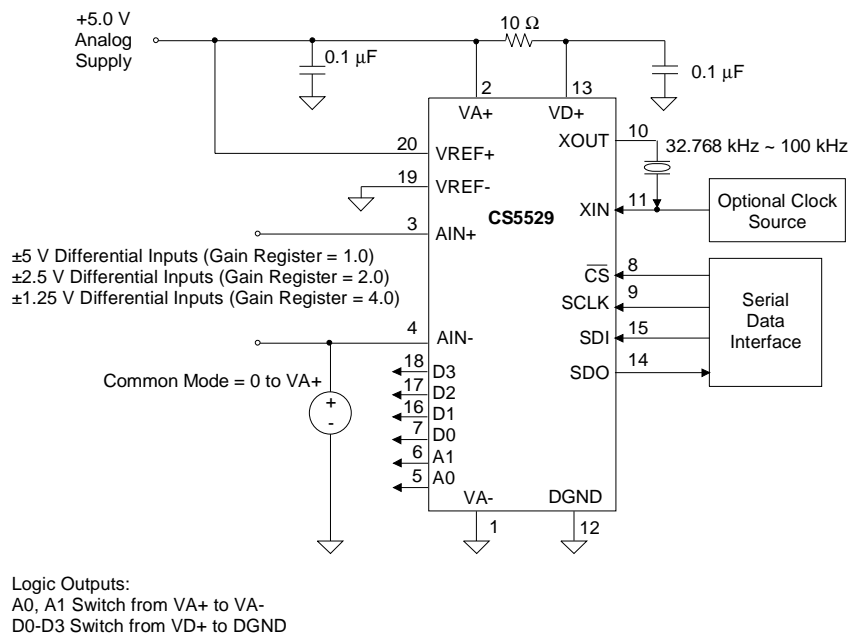 +5.0 V
Analog
Supply
10 Ω
0.1 μF
0.1 μF
2
13
VA+
VD+
XOUT
10
32.768 kHz ~ 100 kHz
20
VREF+
19
VREF-
CS5529
XIN
11
Optional Clock
Source
3
AIN+
±5 V Differential Inputs (Gain Register = 1.0)
±2.5 V Differential Inputs (Gain Register = 2.0)
±1.25 V Differential Inputs (Gain Register = 4.0)
CS
8
SCLK
9
SDI
15
SDO
14
Serial
Data
Interface
4
AIN-
Common Mode = 0 to VA+
+
-
18
D3
17
D2
16
D1
7
D0
6
A1
5
A0
VA-
DGND
1
12
Logic Outputs:
A0, A1 Switch from VA+ to VA-
D0-D3 Switch from VD+ to DGND